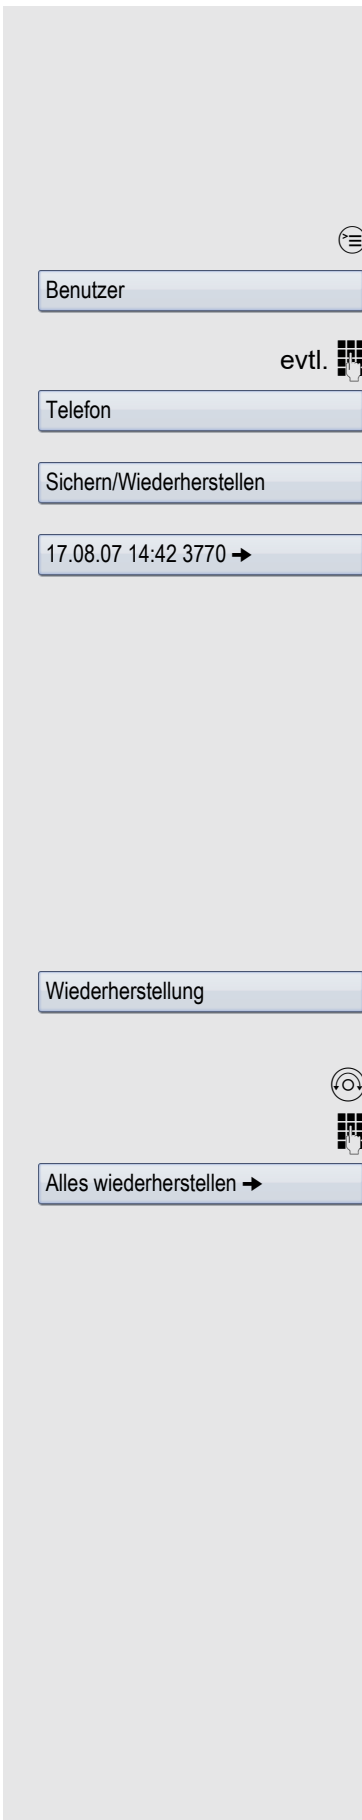 Benutzer
evtl.
Telefon
Sichern/Wiederherstellen
17.08.07 14:42 3770 →
Wiederherstellung
Alles wiederherstellen →